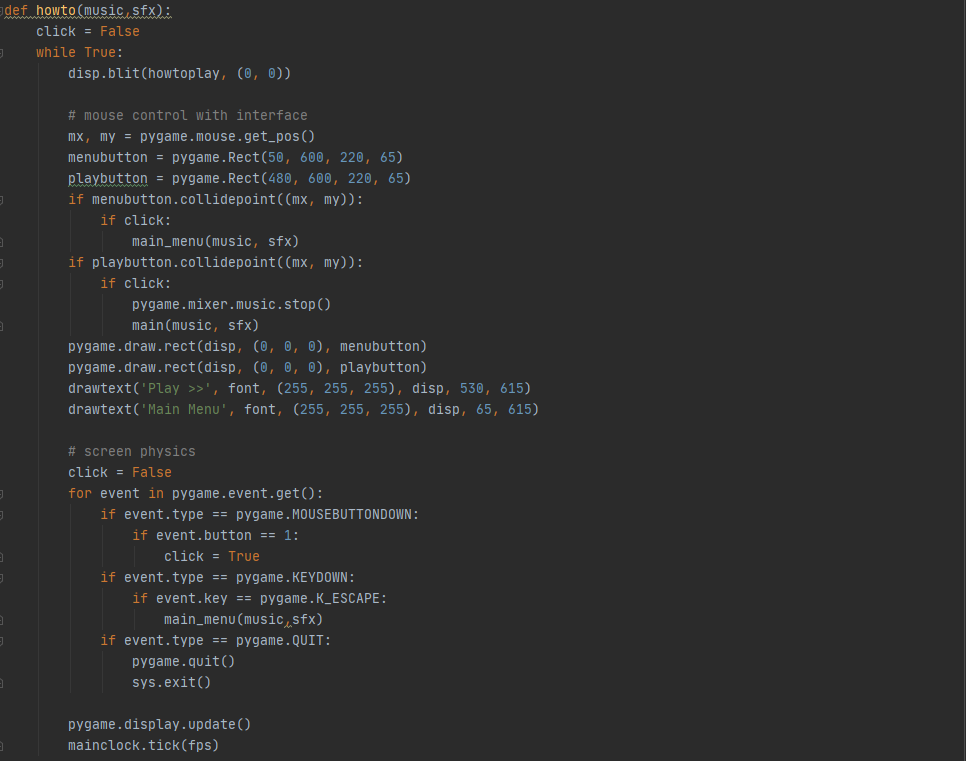 def howto(music,sfx):
    click = False
    while True:
        disp.blit(howtoplay, (0, 0))

        # mouse control with interface
        mx, my = pygame.mouse.get_pos()
        menubutton = pygame.Rect(50, 600, 220, 65)
        playbutton = pygame.Rect(480, 600, 220, 65)
        if menubutton.collidepoint((mx, my)):
            if click:
                main_menu(music, sfx)
        if playbutton.collidepoint((mx, my)):
            if click:
                pygame.mixer.music.stop()
                main(music, sfx)
        pygame.draw.rect(disp, (0, 0, 0), menubutton)
        pygame.draw.rect(disp, (0, 0, 0), playbutton)
        drawtext('Play >>', font, (255, 255, 255), disp, 530, 615)
        drawtext('Main Menu', font, (255, 255, 255), disp, 65, 615)

        # screen physics
        click = False
        for event in pygame.event.get():
            if event.type == pygame.MOUSEBUTTONDOWN:
                if event.button == 1:
                    click = True
            if event.type == pygame.KEYDOWN:
                if event.key == pygame.K_ESCAPE:
                    main_menu(music,sfx)
            if event.type == pygame.QUIT:
                pygame.quit()
                sys.exit()

        pygame.display.update()
        mainclock.tick(fps)